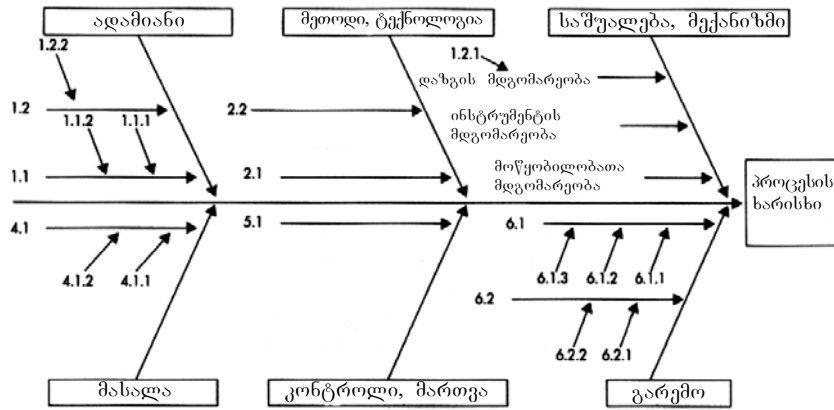 ადამიანი
მეთოდი, ტექნოლოგია
საშუალება, მექანიზმი
1.2.2
1.2.1
დაზგის მდგომარეობა
1.2
1.1.2
1.1.1
2.2
ინსტრუმენტის
მდგომარეობა
1.1
2.1
მოწყობილობათა
მდგომარეობა
პროცესის
ხარისხი
4.1
5.1
6.1
4.1.2
4.1.1
6.1.3
6.1.2
6.1.1
6.2
6.2.2
6.2.1
მასალა
კონტროლი, მართვა
გარემო